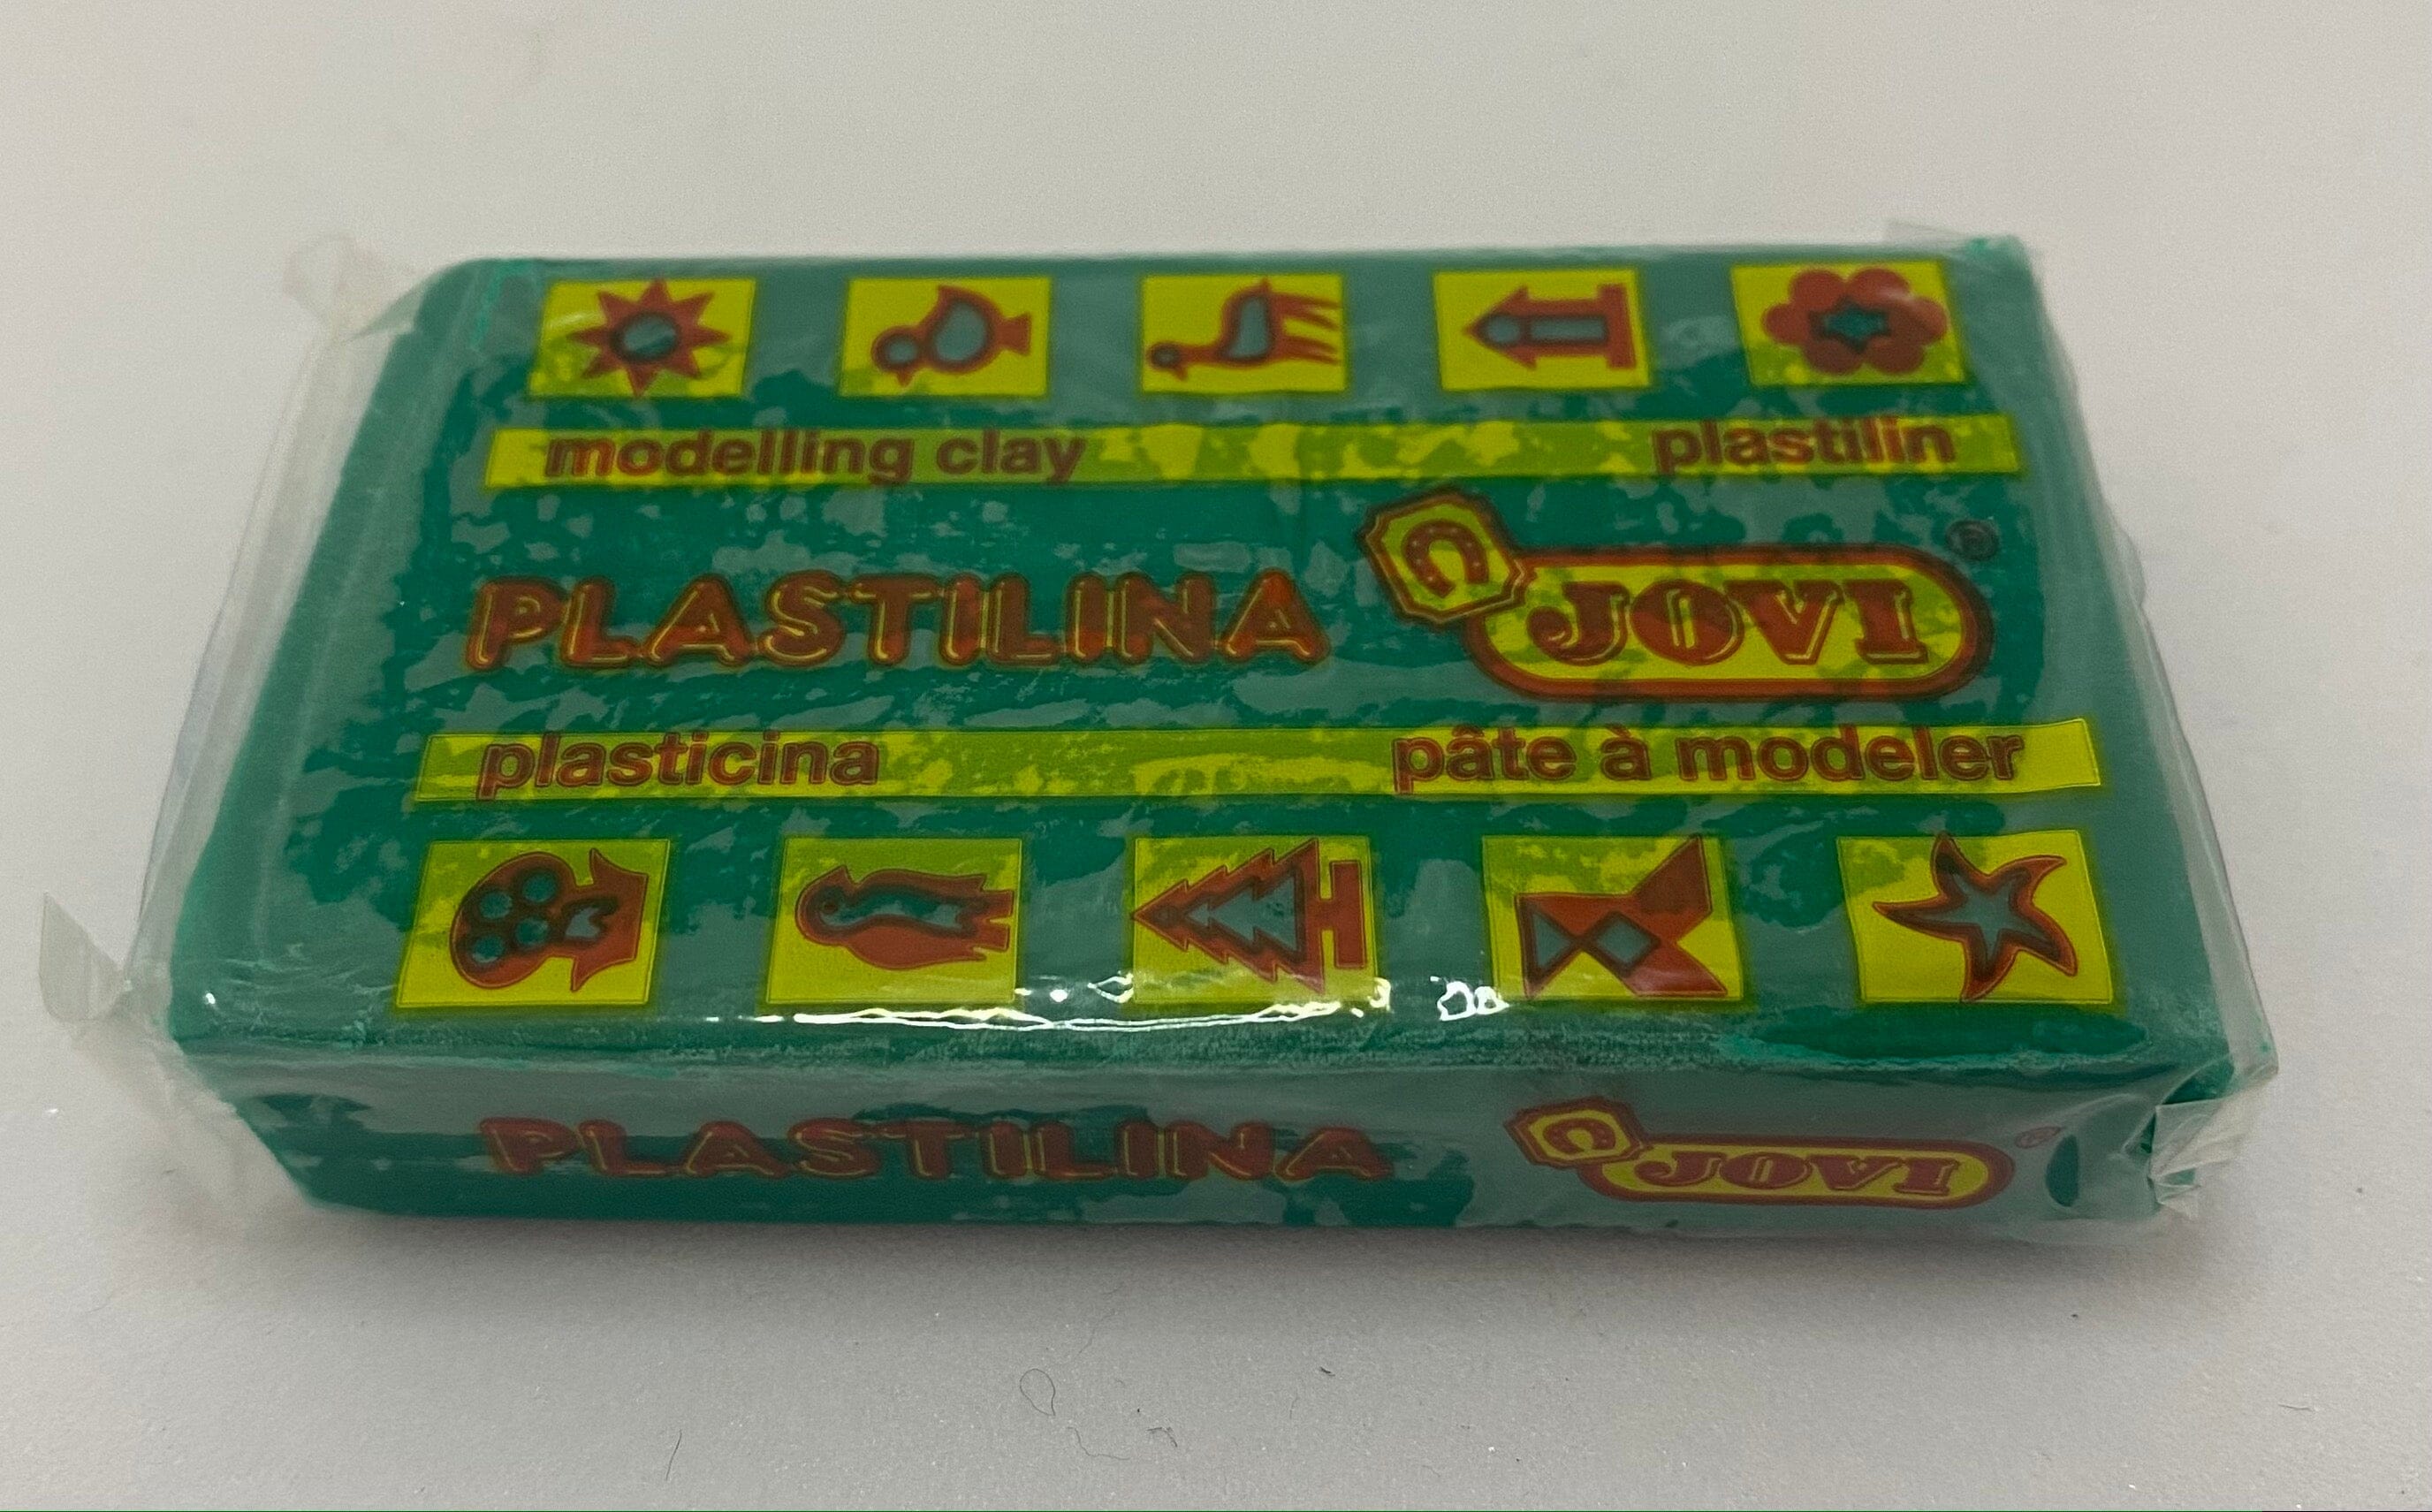 modelling clay plastilin
PLASTILINA JOVI ®
plasticina pâte à modeler
PLASTILINA JOVI ®